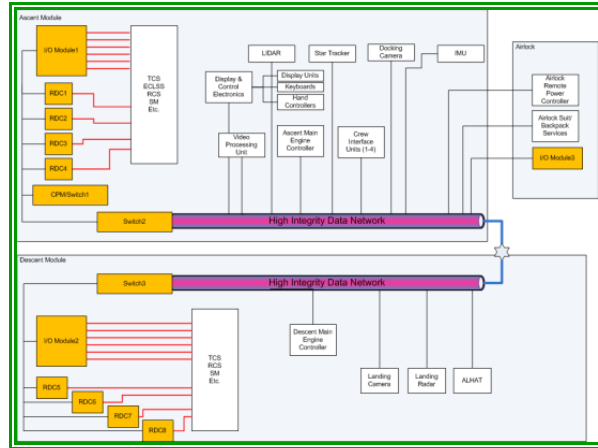 Ascent Module
I/O Module1
TCS
ECLSS
RCS
SM
Etc.
RDC1
RDC2
RDC3
RDC4
CPM/Switch1
Switch2
LIDAR
Star Tracker
Docking
Camera
IMU
Display &
Control
Electronics
Display Units
Keyboards
Hand
Controllers
Video
Processing
Unit
Ascent Main
Engine
Controller
Crew
Interface
Units (1-4)
High Integrity Data Network
Airlock
Airlock
Remote
Power
Controller
Airlock Suit/
Backpack
Services
I/O Module3
Descent Module
Switch3
High Integrity Data Network
I/O Module2
TCS
RCS
SM
Etc.
RDC5
RDC6
RDC7
RDC8
Descent Main
Engine
Controller
Landing
Camera
Landing
Radar
ALHAT